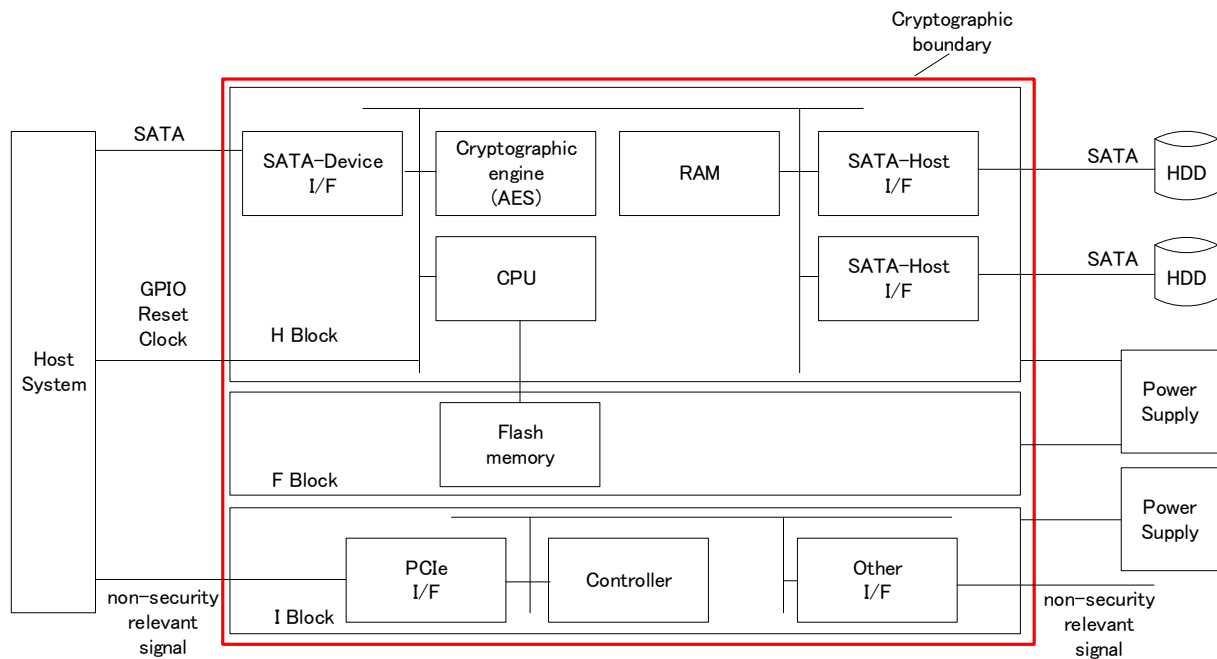 Cryptographic
boundary
SATA
SATA-Device
I/F
Cryptographic
engine
(AES)
RAM
SATA-Host
I/F
SATA
HDD
CPU
SATA-Host
I/F
SATA
HDD
GPIO
Reset
Clock
H Block
Host
System
Power
Supply
Flash
memory
F Block
Power
Supply
PCIe
I/F
Controller
Other
I/F
I Block
non-security
relevant
signal
non-security
relevant
signal